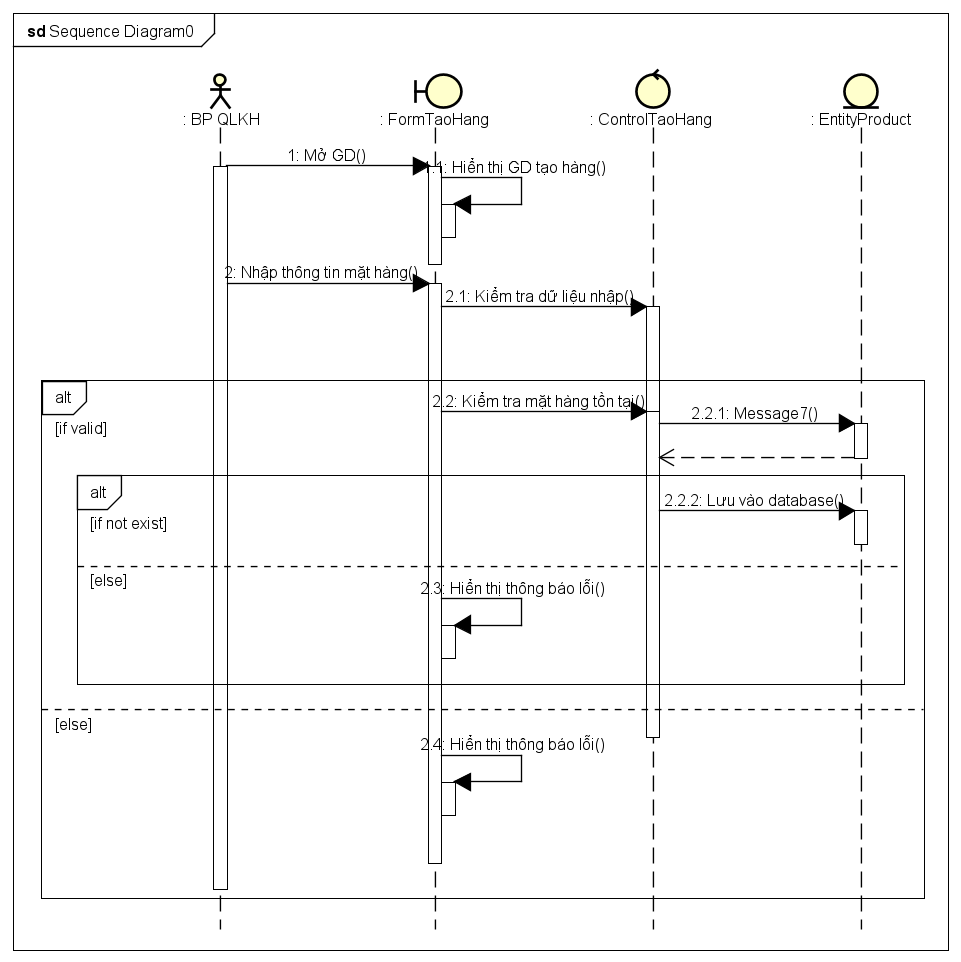 sd Sequence Diagram0
: BP QLKH
: FormTaoHang
: ControlTaoHang
: EntityProduct
1: Mở GD()
1.1: Hiển thị GD tạo hàng()
2: Nhập thông tin mặt hàng()
2.1: Kiểm tra dữ liệu nhập()
alt
[if valid]
2.2: Kiểm tra mặt hàng tồn tại()
2.2.1: Message7()
alt
[if not exist]
2.2.2: Lưu vào database()
[else]
2.3: Hiển thị thông báo lỗi()
[else]
2.4: Hiển thị thông báo lỗi()